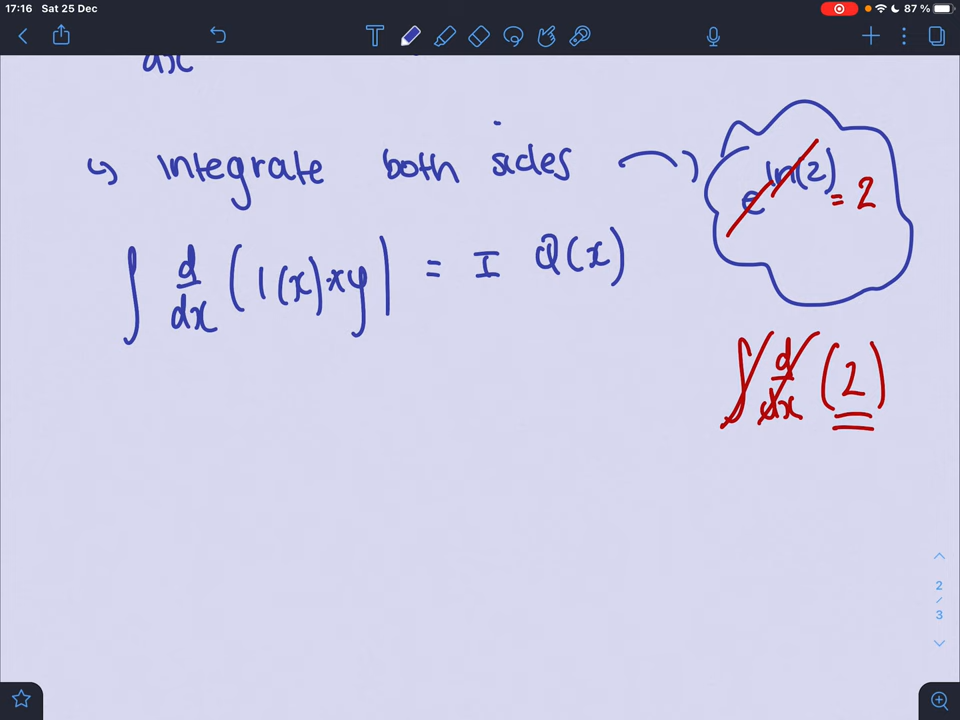 17:16 Sat 25 Dec
87 %
dx
↳ integrate both sides
e^ln(2) = 2
∫ d/dx (I(x)*y) = I Q(x)
∫ d/dx (2)
2
/
3